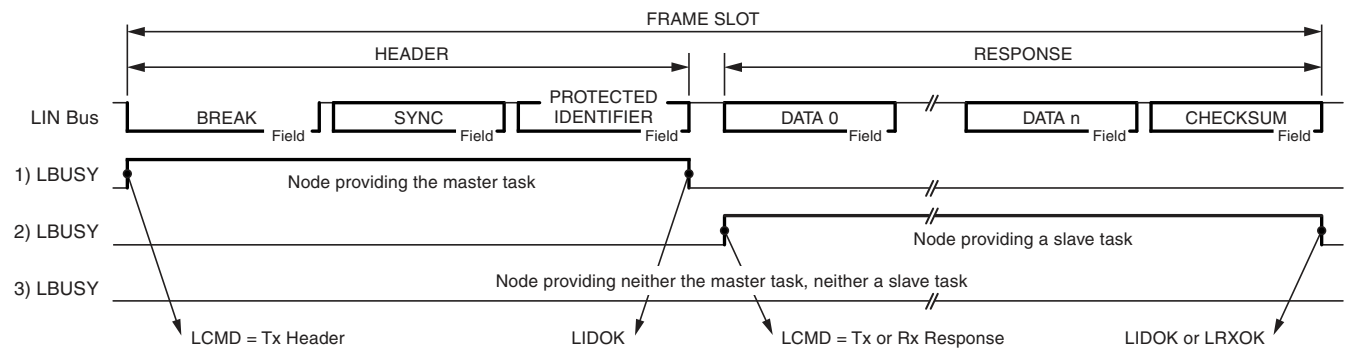 FRAME SLOT
HEADER
RESPONSE
LIN Bus
BREAK
Field
SYNC
Field
PROTECTED
IDENTIFIER
Field
DATA 0
Field
DATA n
Field
CHECKSUM
Field
1) LBUSY
Node providing the master task
2) LBUSY
Node providing a slave task
3) LBUSY
Node providing neither the master task, neither a slave task
LCMD = Tx Header
LIDOK
LCMD = Tx or Rx Response
LIDOK or LRXOK